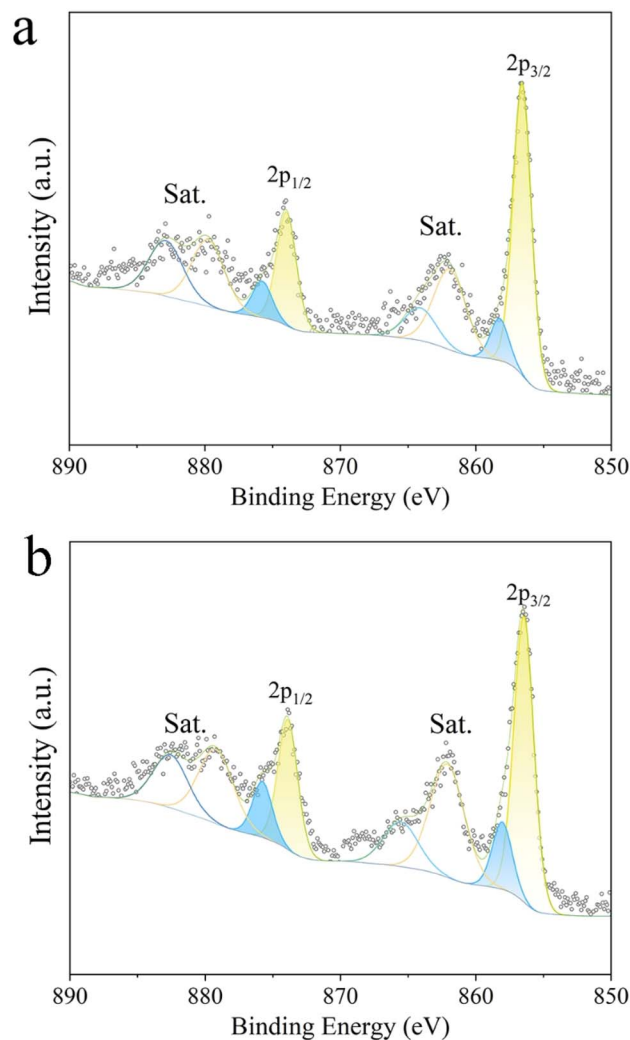 a
2p3/2
2p1/2
Sat.
Sat.
Intensity (a.u.)
890 880 870 860 850
Binding Energy (eV)
b
2p3/2
2p1/2
Sat.
Sat.
Intensity (a.u.)
890 880 870 860 850
Binding Energy (eV)